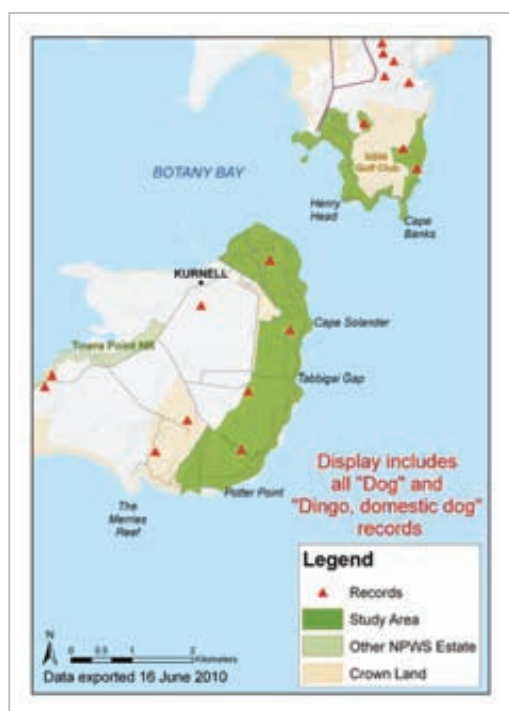 BOTANY BAY
NSW
Golf Club
Henry
Head
Cape
Banks
KURNELL
Cape Solander
Towra Point NR
Tabbigai Gap
Potter Point
The
Merries
Reef
Display includes
all "Dog" and
"Dingo, domestic dog"
records
Legend
Records
Study Area
Other NPWS Estate
Crown Land
N
0 0.5 1 2
Kilometers
Data exported 16 June 2010